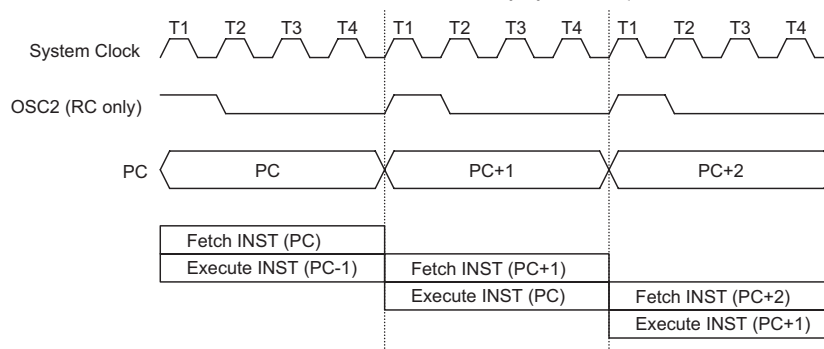 T1 T2 T3 T4 T1 T2 T3 T4 T1 T2 T3 T4
System Clock
OSC2 (RC only)
PC PC PC+1 PC+2
Fetch INST (PC)
Execute INST (PC-1) Fetch INST (PC+1)
Execute INST (PC) Fetch INST (PC+2)
Execute INST (PC+1)